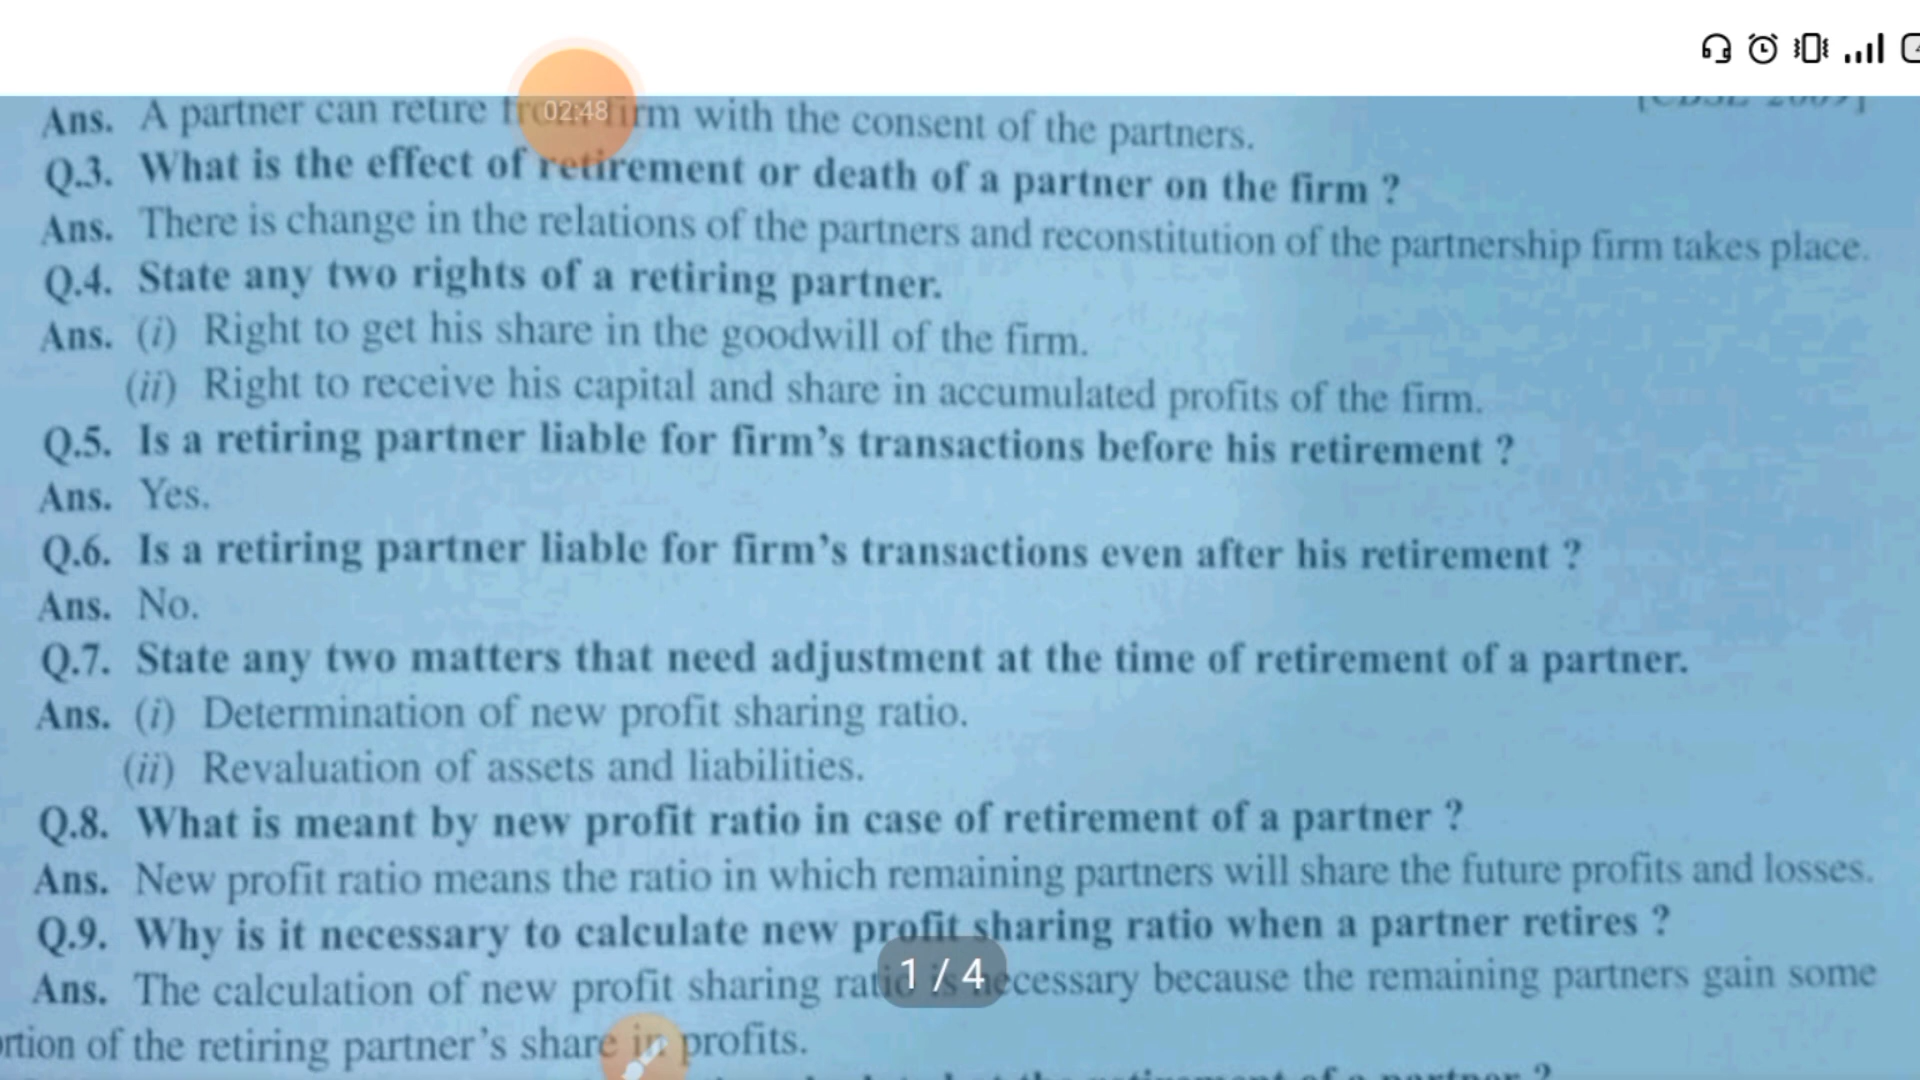 [CBSE 2009]
Ans. A partner can retire from firm with the consent of the partners.
02:48
Q.3. What is the effect of retirement or death of a partner on the firm ?
Ans. There is change in the relations of the partners and reconstitution of the partnership firm takes place.
Q.4. State any two rights of a retiring partner.
Ans. (i) Right to get his share in the goodwill of the firm.
(ii) Right to receive his capital and share in accumulated profits of the firm.
Q.5. Is a retiring partner liable for firm's transactions before his retirement ?
Ans. Yes.
Q.6. Is a retiring partner liable for firm's transactions even after his retirement ?
Ans. No.
Q.7. State any two matters that need adjustment at the time of retirement of a partner.
Ans. (i) Determination of new profit sharing ratio.
(ii) Revaluation of assets and liabilities.
Q.8. What is meant by new profit ratio in case of retirement of a partner ?
Ans. New profit ratio means the ratio in which remaining partners will share the future profits and losses.
Q.9. Why is it necessary to calculate new profit sharing ratio when a partner retires ?
Ans. The calculation of new profit sharing ratio is necessary because the remaining partners gain some
1 / 4
ortion of the retiring partner's share in profits.
retirement of a partner ?